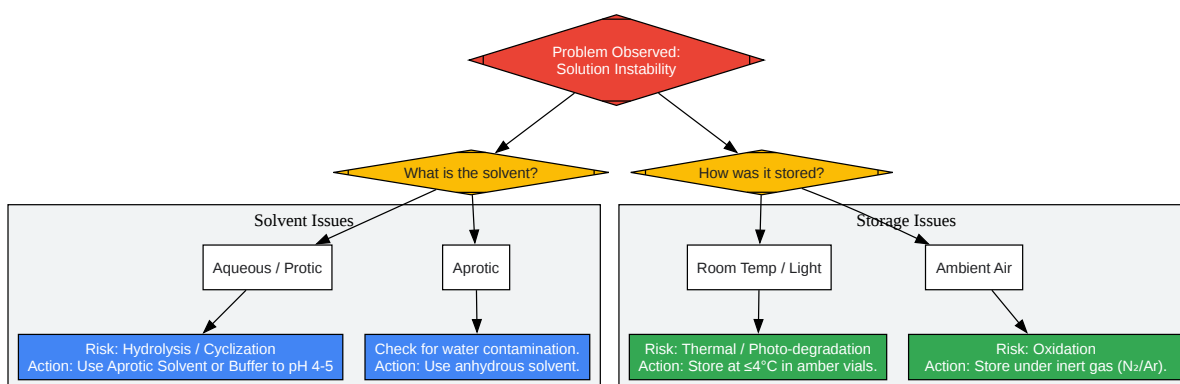 Problem Observed:
Solution Instability
What is the solvent?
How was it stored?
Solvent Issues
Storage Issues
Aqueous / Protic
Aprotic
Room Temp / Light
Ambient Air
Risk: Hydrolysis / Cyclization
Action: Use Aprotic Solvent or Buffer to pH 4-5
Check for water contamination.
Action: Use anhydrous solvent.
Risk: Thermal / Photo-degradation
Action: Store at ≤4°C in amber vials.
Risk: Oxidation
Action: Store under inert gas (N₂/Ar).